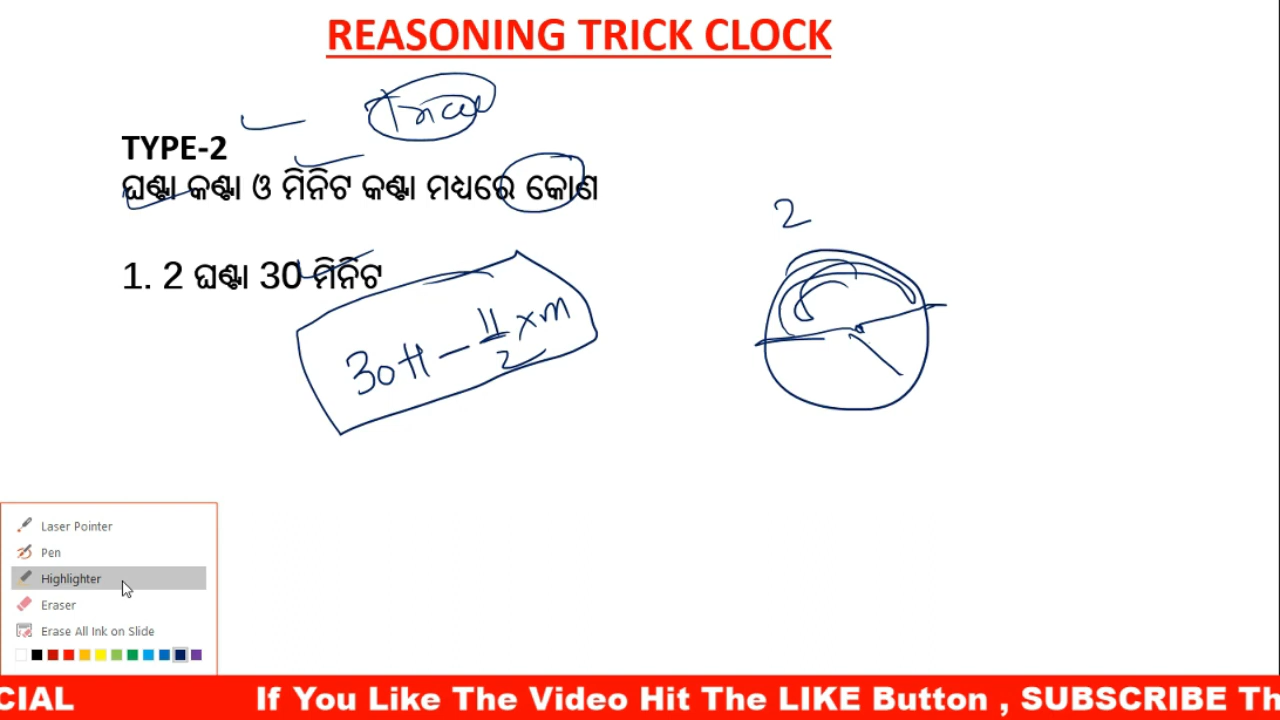 REASONING TRICK CLOCK
Trick
TYPE-2
ଘଣ୍ଟା କଣ୍ଟା ଓ ମିନିଟ କଣ୍ଟା ମଧ୍ୟରେ କୋଣ
2
1. 2 ଘଣ୍ଟା 30 ମିନିଟ
30H - 11/2 × m
Laser Pointer
Pen
Highlighter
Eraser
Erase All Ink on Slide
CIAL If You Like The Video Hit The LIKE Button , SUBSCRIBE Th